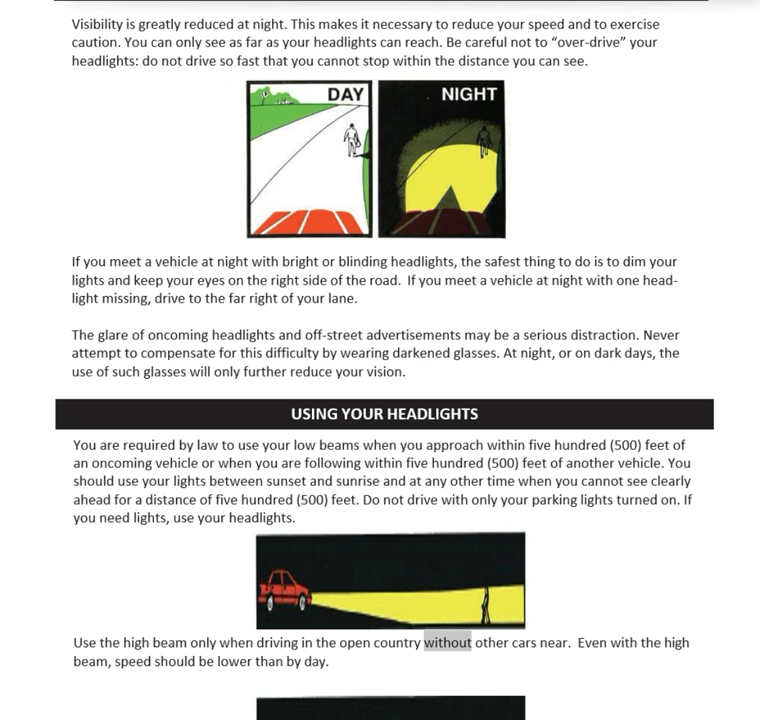 Visibility is greatly reduced at night. This makes it necessary to reduce your speed and to exercise
caution. You can only see as far as your headlights can reach. Be careful not to “over-drive” your
headlights: do not drive so fast that you cannot stop within the distance you can see.
DAY
NIGHT
If you meet a vehicle at night with bright or blinding headlights, the safest thing to do is to dim your
lights and keep your eyes on the right side of the road.  If you meet a vehicle at night with one head-
light missing, drive to the far right of your lane.
The glare of oncoming headlights and off-street advertisements may be a serious distraction. Never
attempt to compensate for this difficulty by wearing darkened glasses. At night, or on dark days, the
use of such glasses will only further reduce your vision.
USING YOUR HEADLIGHTS
You are required by law to use your low beams when you approach within five hundred (500) feet of
an oncoming vehicle or when you are following within five hundred (500) feet of another vehicle. You
should use your lights between sunset and sunrise and at any other time when you cannot see clearly
ahead for a distance of five hundred (500) feet. Do not drive with only your parking lights turned on. If
you need lights, use your headlights.
Use the high beam only when driving in the open country without other cars near.  Even with the high
beam, speed should be lower than by day.